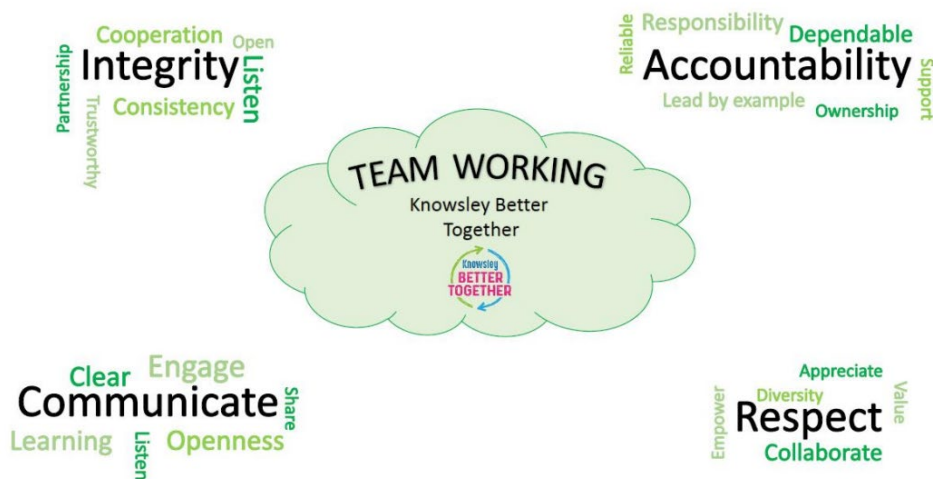 Cooperation
Open
Partnership
Integrity
Listen
Trustworthy
Consistency
Reliable
Responsibility
Dependable
Accountability
Support
Lead by example
Ownership
TEAM WORKING
Knowsley Better
Together
Knowsley
BETTER
TOGETHER
Clear
Engage
Communicate
Share
Learning
Listen
Openness
Appreciate
Diversity
Value
Empower
Respect
Collaborate